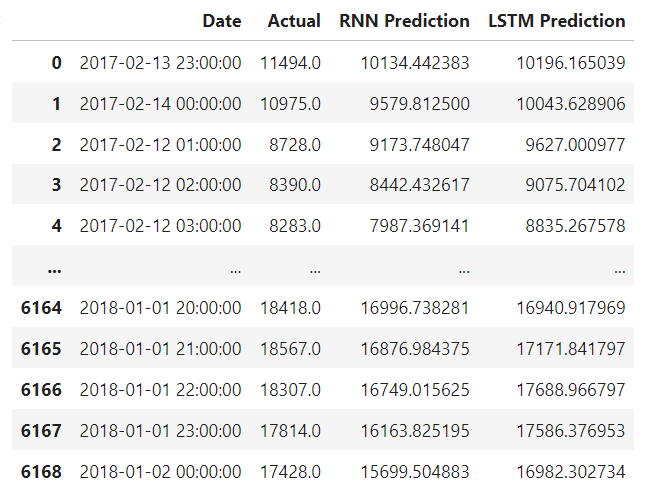 Date Actual RNN Prediction LSTM Prediction
0 2017-02-13 23:00:00 11494.0 10134.442383 10196.165039
1 2017-02-14 00:00:00 10975.0 9579.812500 10043.628906
2 2017-02-12 01:00:00 8728.0 9173.748047 9627.000977
3 2017-02-12 02:00:00 8390.0 8442.432617 9075.704102
4 2017-02-12 03:00:00 8283.0 7987.369141 8835.267578
... ... ... ... ...
6164 2018-01-01 20:00:00 18418.0 16996.738281 16940.917969
6165 2018-01-01 21:00:00 18567.0 16876.984375 17171.841797
6166 2018-01-01 22:00:00 18307.0 16749.015625 17688.966797
6167 2018-01-01 23:00:00 17814.0 16163.825195 17586.376953
6168 2018-01-02 00:00:00 17428.0 15699.504883 16982.302734